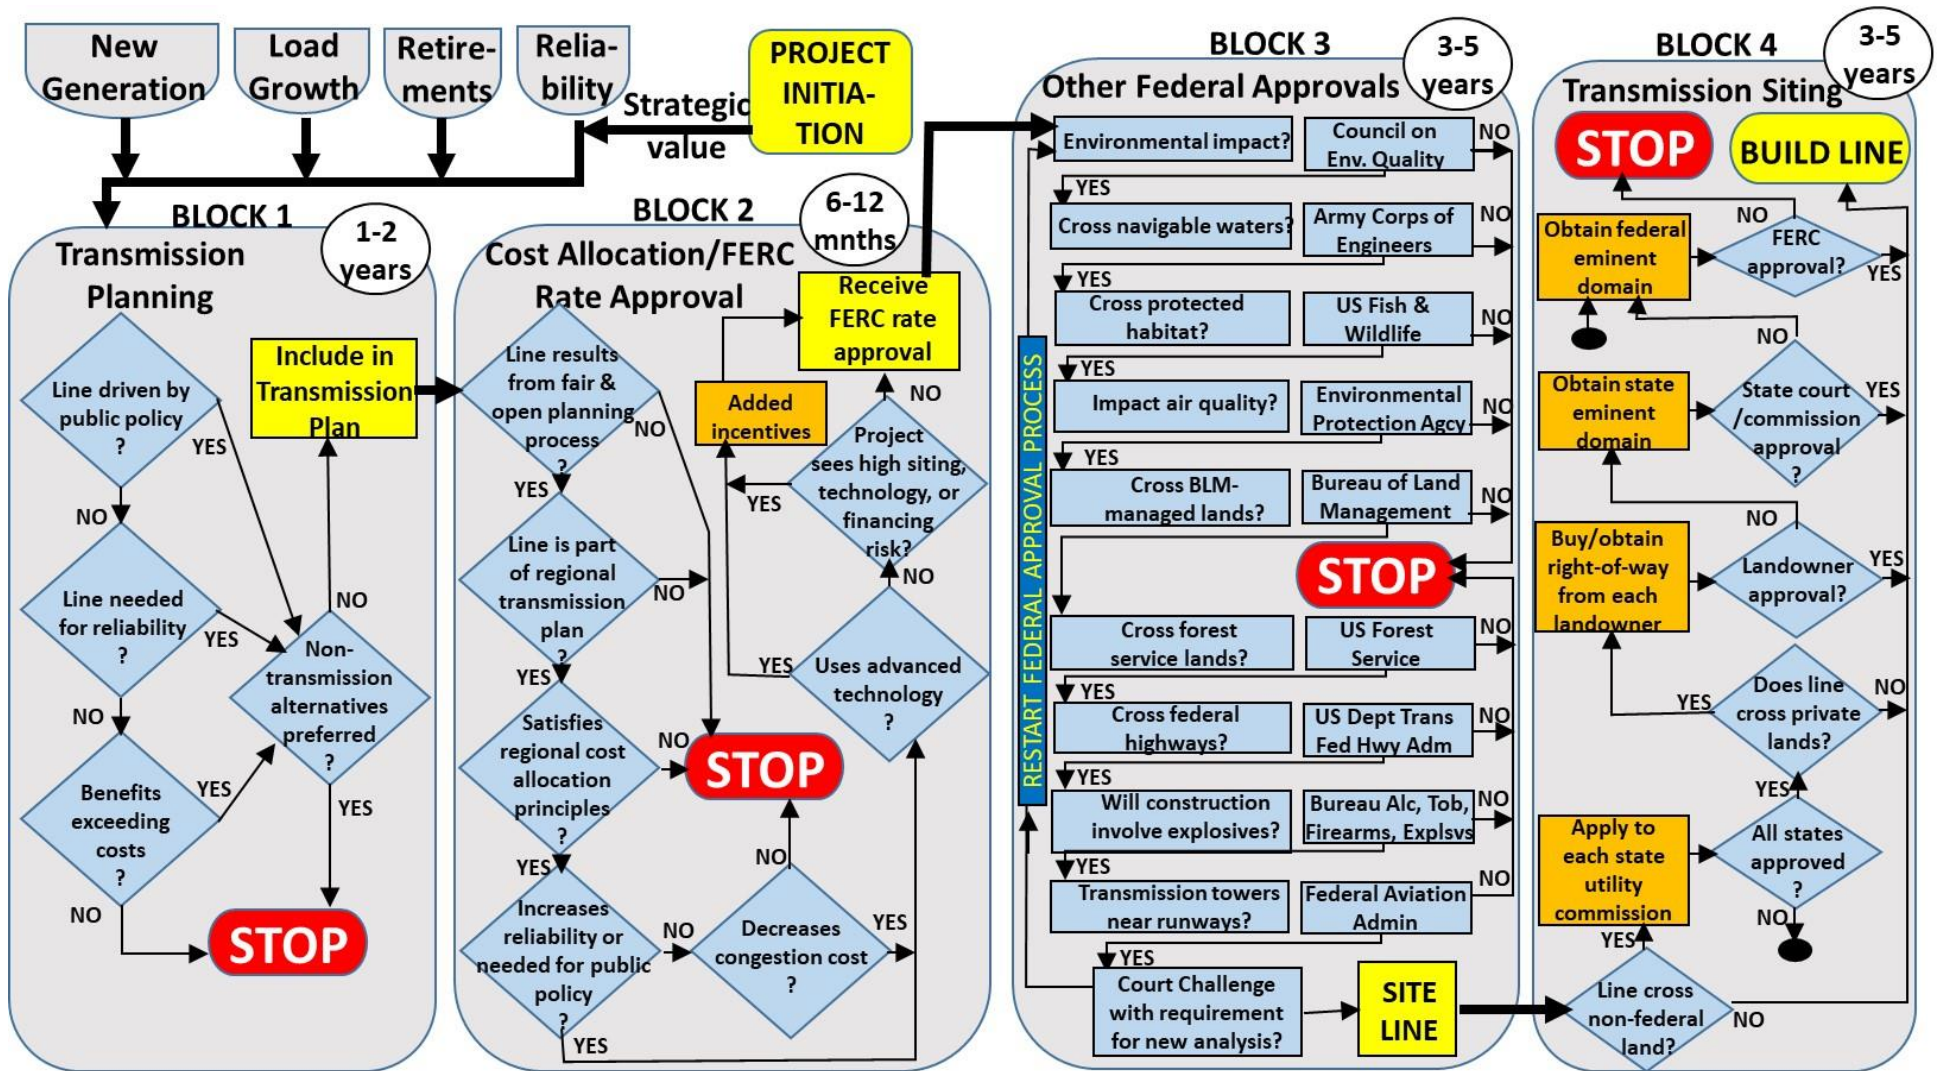 New
Generation
Load
Growth
Retire-
ments
Relia-
bility
Strategic
value
PROJECT
INITIA-
TION
BLOCK 1
1-2
years
Transmission
Planning
Line driven by
public policy
?
YES
NO
Line needed
for reliability
?
YES
NO
Benefits
exceeding
costs
?
YES
NO
Include in
Transmission
Plan
NO
Non-
transmission
alternatives
preferred
?
YES
STOP
BLOCK 2
6-12
mnths
Cost Allocation/FERC
Rate Approval
Line results
from fair &
open planning
process
?
NO
YES
Line is part
of regional
transmission
plan
?
NO
YES
Satisfies
regional cost
allocation
principles
?
NO
YES
Increases
reliability or
needed for public
policy
?
NO
YES
Decreases
congestion cost
?
NO
YES
STOP
Uses advanced
technology
?
YES
NO
Project
sees high siting,
technology, or
financing
risk?
YES
NO
Added
incentives
Receive
FERC rate
approval
BLOCK 3
3-5
years
Other Federal Approvals
RESTART FEDERAL APPROVAL PROCESS
Environmental impact?
Council on
Env. Quality
NO
YES
Cross navigable waters?
Army Corps of
Engineers
NO
YES
Cross protected
habitat?
US Fish &
Wildlife
NO
YES
Impact air quality?
Environmental
Protection Agcy
NO
YES
Cross BLM-
managed lands?
Bureau of Land
Management
NO
STOP
Cross forest
service lands?
US Forest
Service
NO
YES
Cross federal
highways?
US Dept Trans
Fed Hwy Adm
NO
YES
Will construction
involve explosives?
Bureau Alc, Tob,
Firearms, Explsvs
NO
YES
Transmission towers
near runways?
Federal Aviation
Admin
NO
YES
Court Challenge
with requirement
for new analysis?
SITE
LINE
BLOCK 4
3-5
years
Transmission Siting
STOP
BUILD LINE
NO
Obtain federal
eminent
domain
FERC
approval?
YES
NO
Obtain state
eminent
domain
State court
/commission
approval
?
YES
NO
Buy/obtain
right-of-way
from each
landowner
Landowner
approval?
YES
Does line
cross private
lands?
YES
NO
YES
Apply to
each state
utility
commission
All states
approved
?
NO
YES
Line cross
non-federal
land?
NO